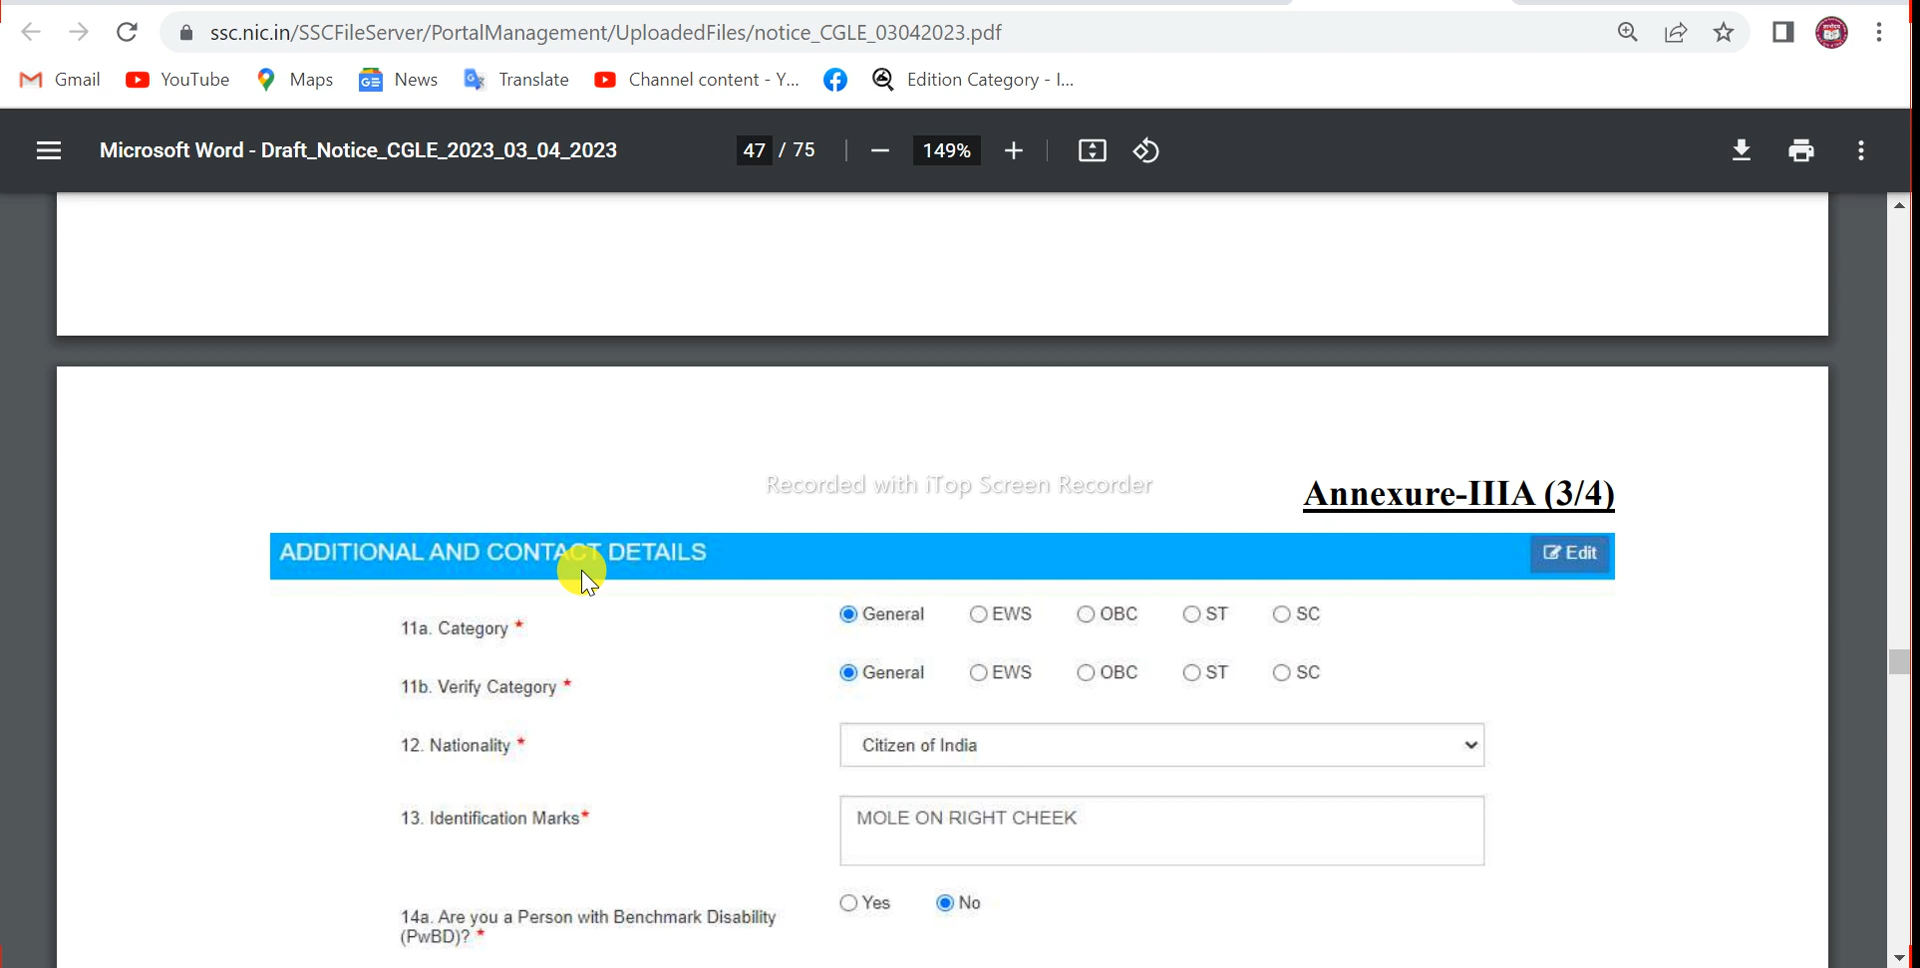 ssc.nic.in/SSCFileServer/PortalManagement/UploadedFiles/notice_CGLE_03042023.pdf
Gmail YouTube Maps News Translate Channel content - Y... Edition Category - I...
Microsoft Word - Draft_Notice_CGLE_2023_03_04_2023 47 / 75 149%
Recorded with iTop Screen Recorder
Annexure-IIIA (3/4)
ADDITIONAL AND CONTACT DETAILS Edit
11a. Category * General EWS OBC ST SC
11b. Verify Category * General EWS OBC ST SC
12. Nationality * Citizen of India
13. Identification Marks* MOLE ON RIGHT CHEEK
14a. Are you a Person with Benchmark Disability Yes No
(PwBD)? *